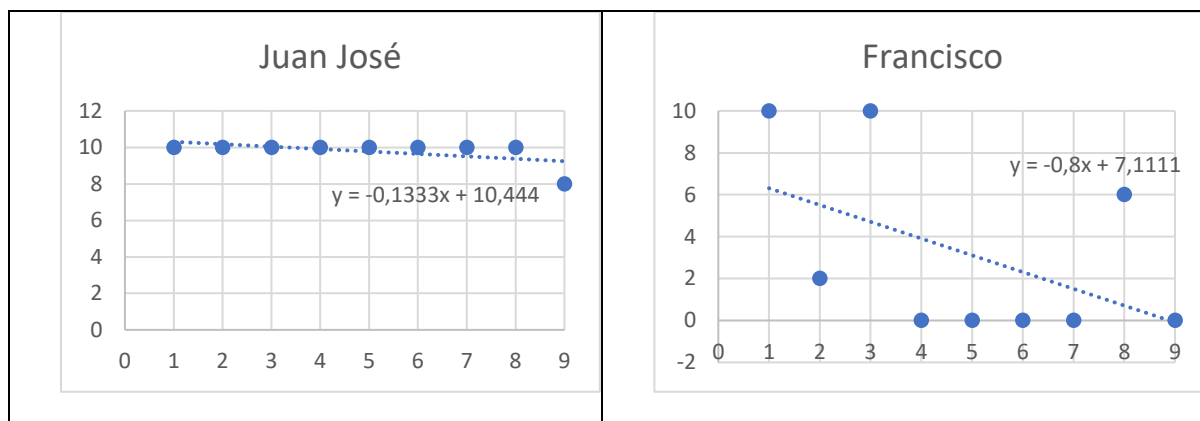 Juan José
12
10
8
6
4
2
0
0 1 2 3 4 5 6 7 8 9
y = -0,1333x + 10,444
Francisco
10
8
6
4
2
0
-2
0 1 2 3 4 5 6 7 8 9
y = -0,8x + 7,1111